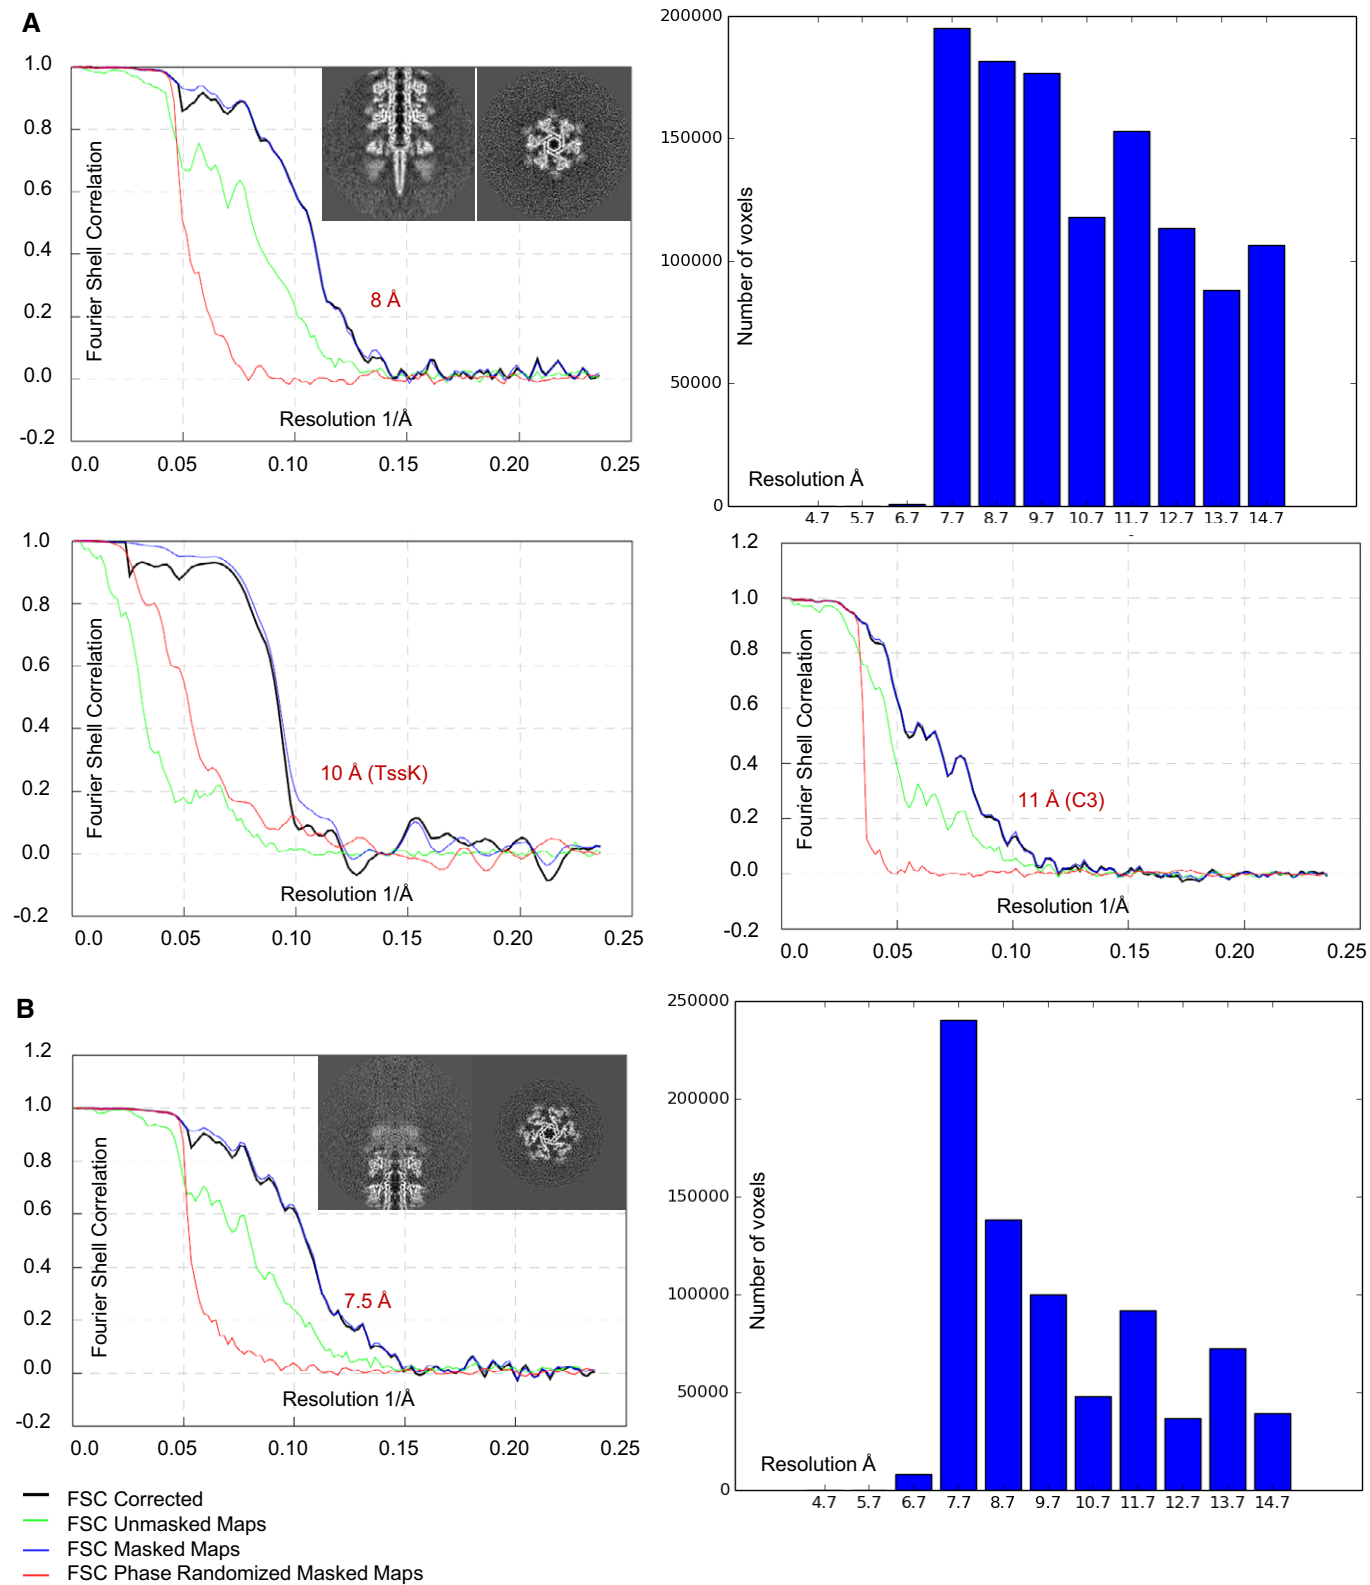 A
1.0
0.8
0.6
0.4
0.2
0.0
-0.2
Fourier Shell Correlation
8 Å
Resolution 1/Å
0.0 0.05 0.10 0.15 0.20 0.25
200000
150000
100000
50000
0
Number of voxels
Resolution Å
4.7 5.7 6.7 7.7 8.7 9.7 10.7 11.7 12.7 13.7 14.7
1.0
0.8
0.6
0.4
0.2
0.0
-0.2
Fourier Shell Correlation
10 Å (TssK)
Resolution 1/Å
0.0 0.05 0.10 0.15 0.20 0.25
1.2
1.0
0.8
0.6
0.4
0.2
0.0
-0.2
Fourier Shell Correlation
11 Å (C3)
Resolution 1/Å
0.0 0.05 0.10 0.15 0.20 0.25
B
1.2
1.0
0.8
0.6
0.4
0.2
0.0
-0.2
Fourier Shell Correlation
7.5 Å
Resolution 1/Å
0.0 0.05 0.10 0.15 0.20 0.25
250000
200000
150000
100000
50000
0
Number of voxels
Resolution Å
4.7 5.7 6.7 7.7 8.7 9.7 10.7 11.7 12.7 13.7 14.7
FSC Corrected
FSC Unmasked Maps
FSC Masked Maps
FSC Phase Randomized Masked Maps